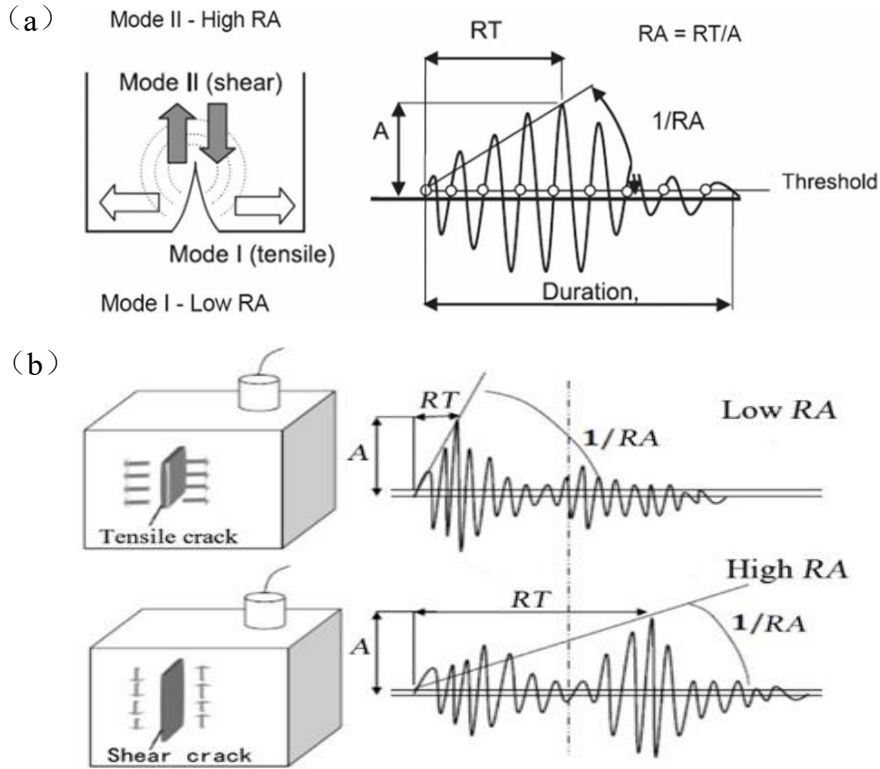 (a)
Mode II - High RA
Mode II (shear)
Mode I (tensile)
Mode I - Low RA
RT
RA = RT/A
A
1/RA
Threshold
Duration,
(b)
Tensile crack
RT
A
1/RA
Low RA
Shear crack
RT
A
1/RA
High RA